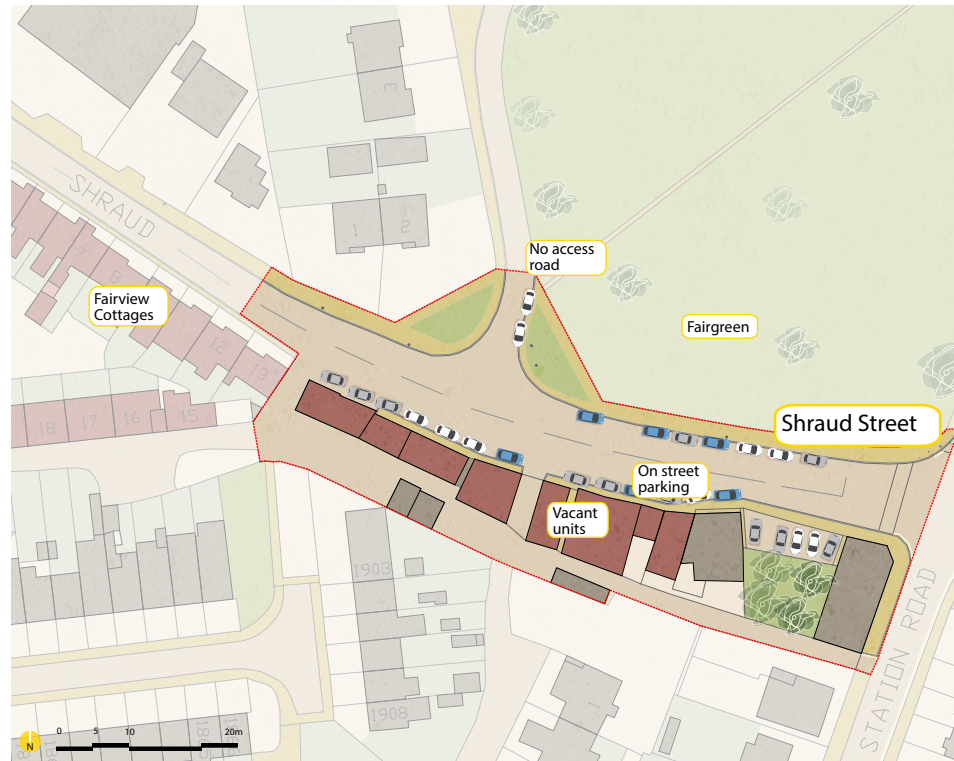 3
SHRAUD
1
2
No access
road
7
8
Fairview
Cottages
Fairgreen
12
13
Shraud Street
18
17
16
15
On street
parking
Vacant
units
1903
1
1908
STATION ROAD
0
5
10
20m
N